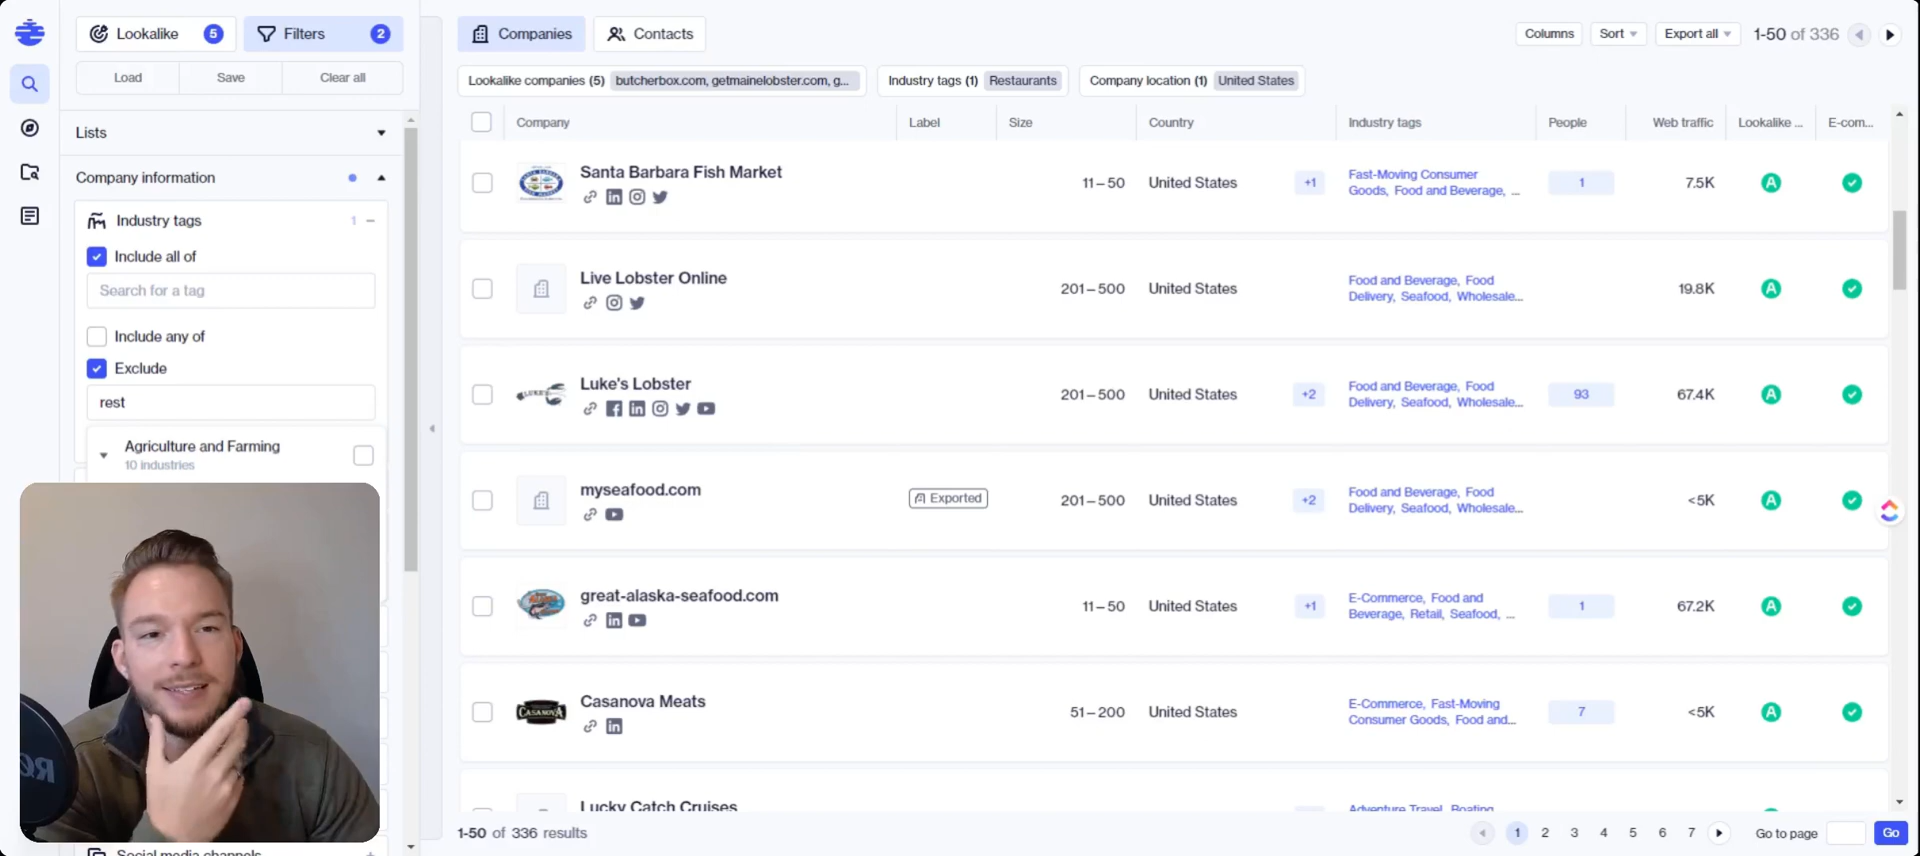 Lookalike 5
Filters 2
Load
Save
Clear all
Lists
Company information
Industry tags 1
Include all of
Search for a tag
Include any of
Exclude
rest
Agriculture and Farming
10 industries
Companies
Contacts
Columns
Sort
Export all
1-50 of 336
Lookalike companies (5) butcherbox.com, getmainelobster.com, g...
Industry tags (1) Restaurants
Company location (1) United States
Company
Label
Size
Country
Industry tags
People
Web traffic
Lookalike ...
E-com...
Santa Barbara Fish Market
11–50
United States
+1
Fast-Moving Consumer
Goods, Food and Beverage, ...
1
7.5K
A
Live Lobster Online
201–500
United States
Food and Beverage, Food
Delivery, Seafood, Wholesale...
19.8K
A
LUKE'S
Luke's Lobster
201–500
United States
+2
Food and Beverage, Food
Delivery, Seafood, Wholesale...
93
67.4K
A
myseafood.com
Exported
201–500
United States
+2
Food and Beverage, Food
Delivery, Seafood, Wholesale...
<5K
A
great-alaska-seafood.com
11–50
United States
+1
E-Commerce, Food and
Beverage, Retail, Seafood, ...
1
67.2K
A
CASANOVA
Casanova Meats
51–200
United States
E-Commerce, Fast-Moving
Consumer Goods, Food and...
7
<5K
A
Lucky Catch Cruises
Adventure Travel, Boating
1-50 of 336 results
1 2 3 4 5 6 7
Go to page
Go
Social media channels